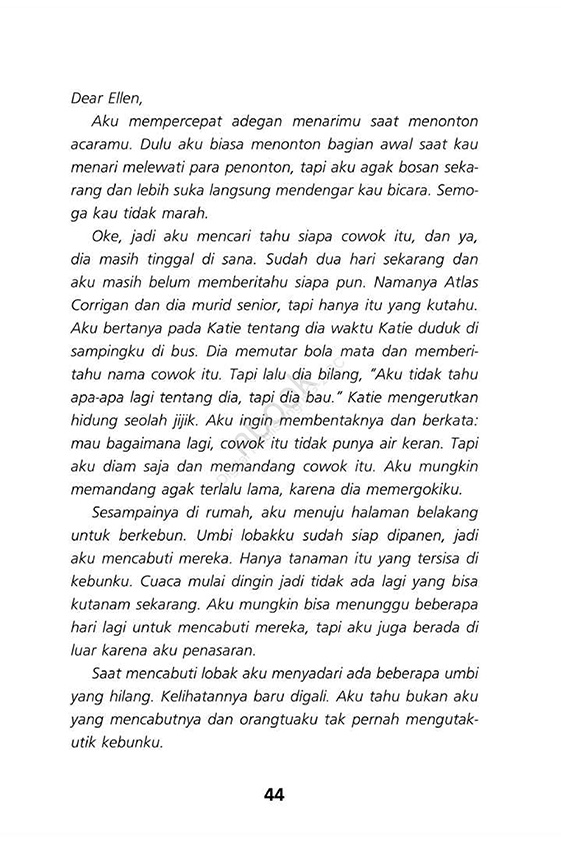 Dear Ellen,
Aku mempercepat adegan menarimu saat menonton
acaramu. Dulu aku biasa menonton bagian awal saat kau
menari melewati para penonton, tapi aku agak bosan seka-
rang dan lebih suka langsung mendengar kau bicara. Semo-
ga kau tidak marah.
Oke, jadi aku mencari tahu siapa cowok itu, dan ya,
dia masih tinggal di sana. Sudah dua hari sekarang dan
aku masih belum memberitahu siapa pun. Namanya Atlas
Corrigan dan dia murid senior, tapi hanya itu yang kutahu.
Aku bertanya pada Katie tentang dia waktu Katie duduk di
sampingku di bus. Dia memutar bola mata dan memberi-
tahu nama cowok itu. Tapi lalu dia bilang, "Aku tidak tahu
apa-apa lagi tentang dia, tapi dia bau." Katie mengerutkan
hidung seolah jijik. Aku ingin membentaknya dan berkata:
mau bagaimana lagi, cowok itu tidak punya air keran. Tapi
aku diam saja dan memandang cowok itu. Aku mungkin
memandang agak terlalu lama, karena dia memergokiku.
Sesampainya di rumah, aku menuju halaman belakang
untuk berkebun. Umbi lobakku sudah siap dipanen, jadi
aku mencabuti mereka. Hanya tanaman itu yang tersisa di
kebunku. Cuaca mulai dingin jadi tidak ada lagi yang bisa
kutanam sekarang. Aku mungkin bisa menunggu beberapa
hari lagi untuk mencabuti mereka, tapi aku juga berada di
luar karena aku penasaran.
Saat mencabuti lobak aku menyadari ada beberapa umbi
yang hilang. Kelihatannya baru digali. Aku tahu bukan aku
yang mencabutnya dan orangtuaku tak pernah mengutak-
utik kebunku.
44